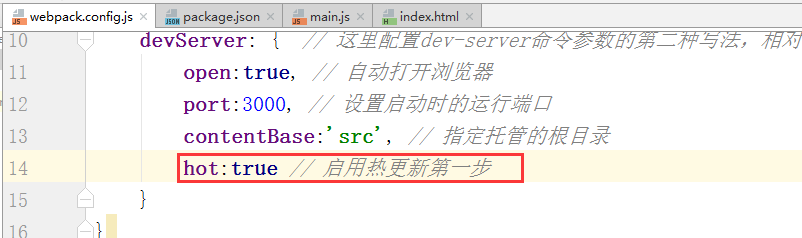 webpack.config.js package.json main.js index.html
10 devServer: { // 这里配置dev-server命令参数的第二种写法，相对
11 open:true, // 自动打开浏览器
12 port:3000, // 设置启动时的运行端口
13 contentBase:'src', // 指定托管的根目录
14 hot:true // 启用热更新第一步
15 }
16 }